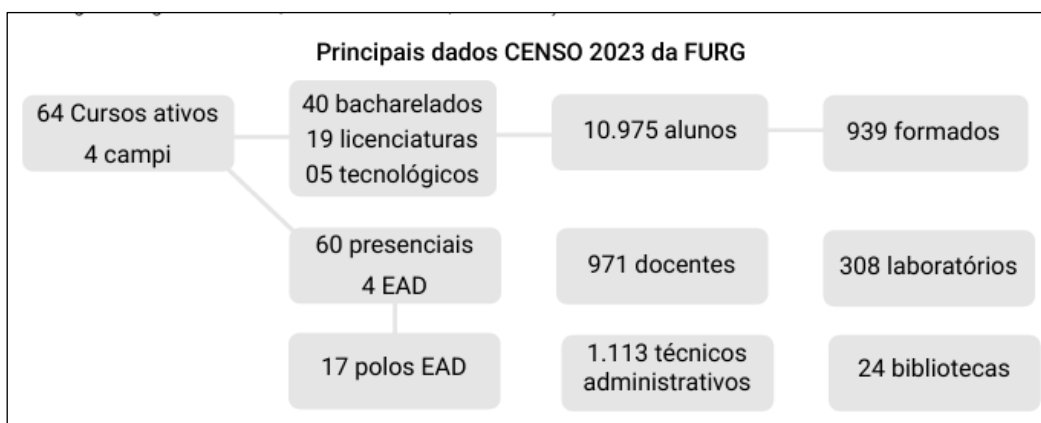 Principais dados CENSO 2023 da FURG
64 Cursos ativos
4 campi
40 bacharelados
19 licenciaturas
05 tecnológicos
10.975 alunos
939 formados
60 presenciais
4 EAD
971 docentes
308 laboratórios
17 polos EAD
1.113 técnicos
administrativos
24 bibliotecas